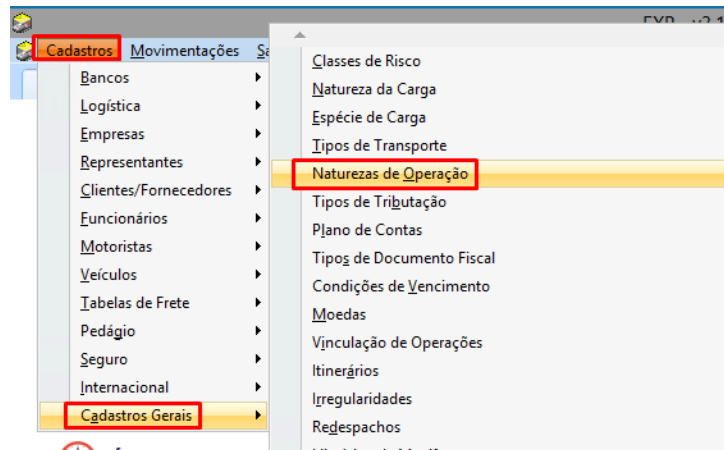 Cadastros Movimentações
Bancos
Logística
Empresas
Representantes
Clientes/Fornecedores
Funcionários
Motoristas
Veículos
Tabelas de Frete
Pedágio
Seguro
Internacional
Cadastros Gerais
Classes de Risco
Natureza da Carga
Espécie de Carga
Tipos de Transporte
Naturezas de Operação
Tipos de Tributação
Plano de Contas
Tipos de Documento Fiscal
Condições de Vencimento
Moedas
Vinculação de Operações
Itinerários
Irregularidades
Redespachos